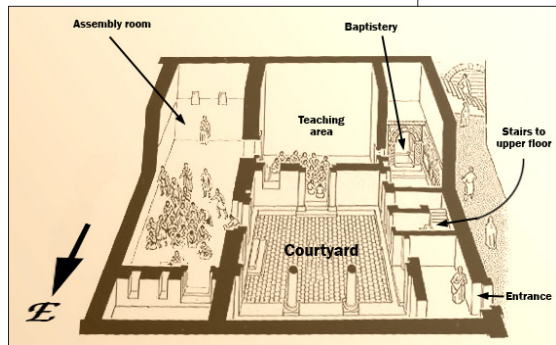 Assembly room
Baptistery
Teaching
area
Stairs to
upper floor
Courtyard
Entrance
E